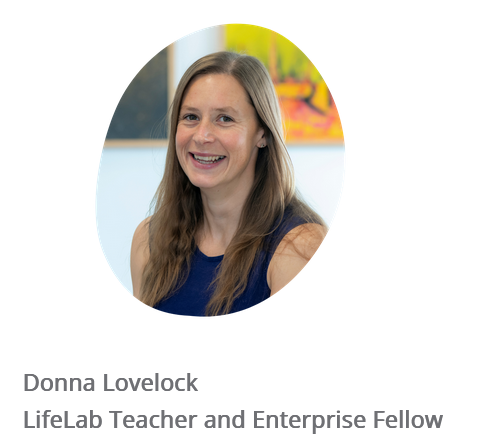 Donna Lovelock
LifeLab Teacher and Enterprise Fellow